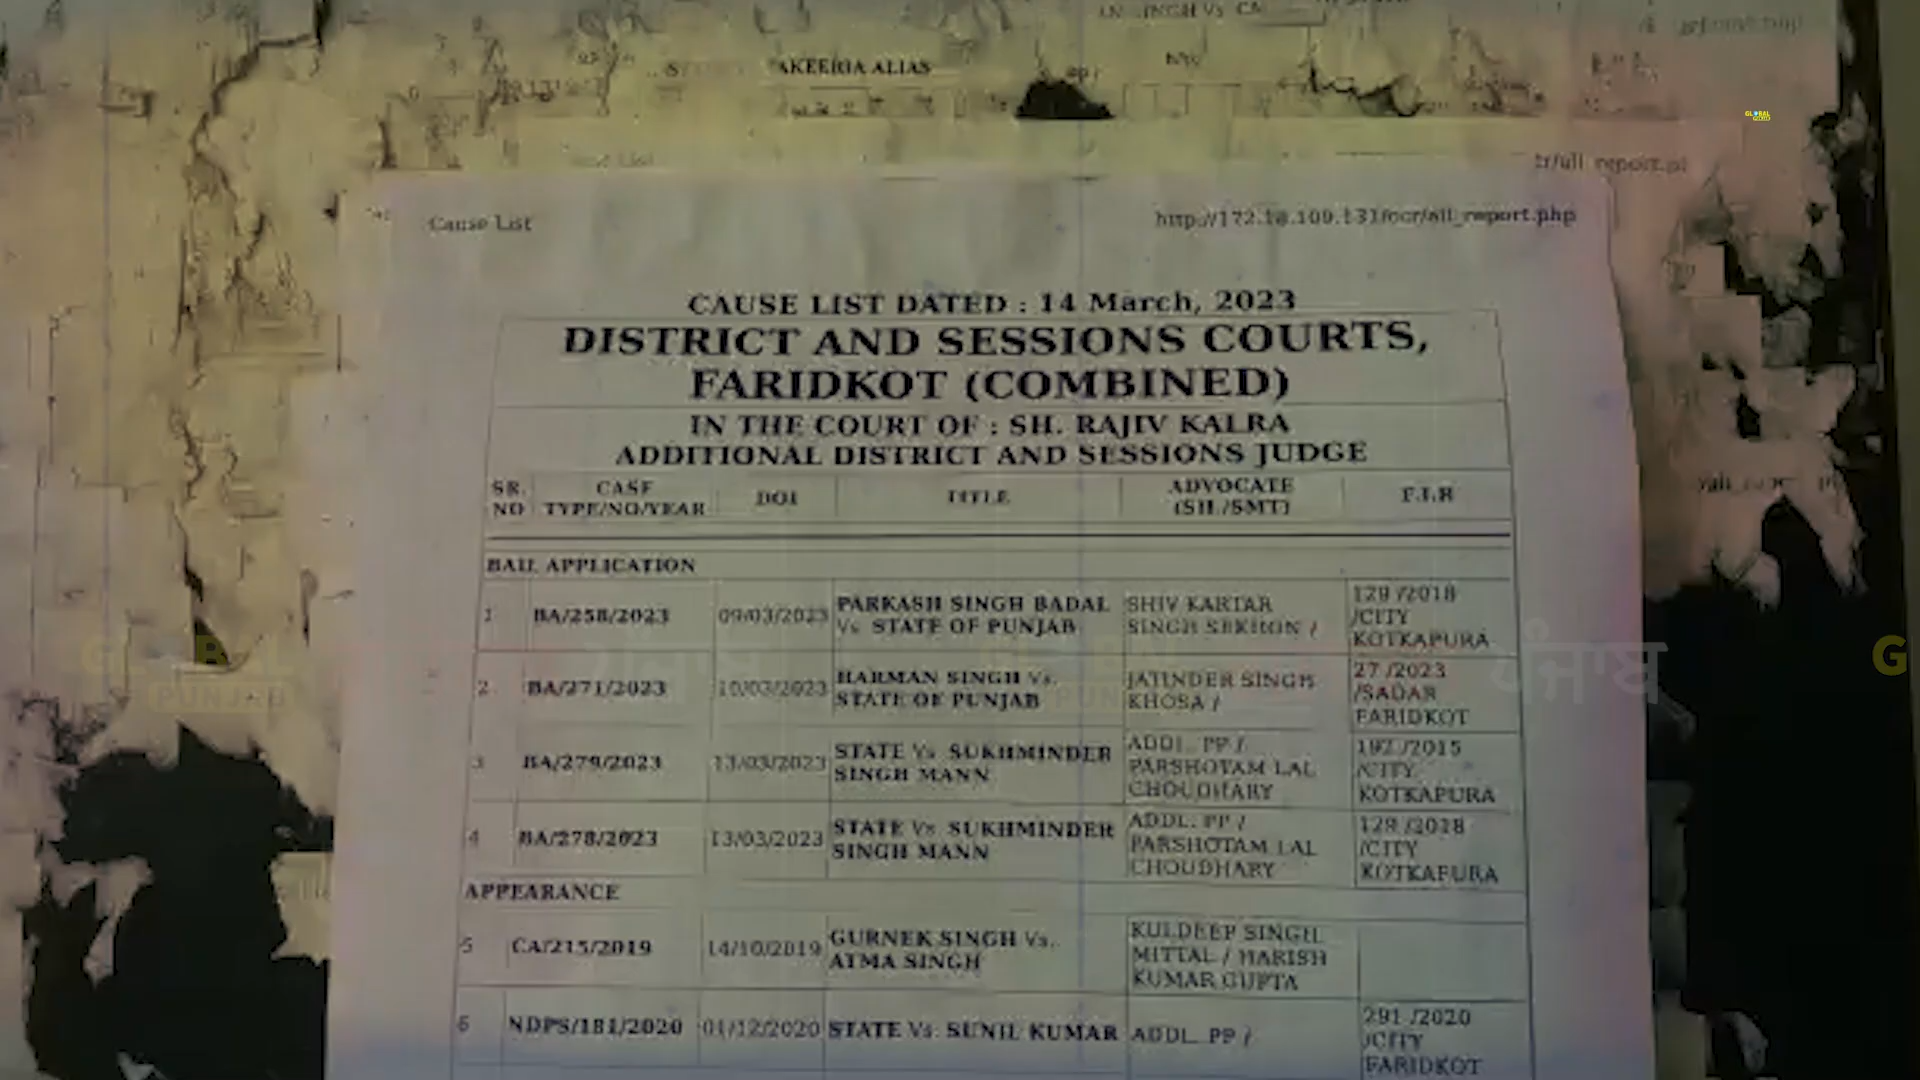 AKEERIA ALIAS
GLOBAL
Cause List
http://172.18.109.131/ocr/all_report.php
CAUSE LIST DATED : 14 March, 2023
DISTRICT AND SESSIONS COURTS,
FARIDKOT (COMBINED)
IN THE COURT OF : SH. RAJIV KALRA
ADDITIONAL DISTRICT AND SESSIONS JUDGE
SR. NO CASE TYPE/NO/YEAR DOI TITLE ADVOCATE (SH./SMT) F.I.R
BAIL APPLICATION
1 BA/258/2023 09/03/2023 PARKASH SINGH BADAL Vs. STATE OF PUNJAB SHIV KARTAR SINGH SEKHON / 129 /2018 /CITY KOTKAPURA
2 BA/271/2023 10/03/2023 HARMAN SINGH Vs. STATE OF PUNJAB JATINDER SINGH KHOSA / 27 /2023 /SADAR FARIDKOT
3 BA/279/2023 13/03/2023 STATE Vs. SUKHMINDER SINGH MANN ADDL. PP / PARSHOTAM LAL CHOUDHARY 192 /2015 /CITY KOTKAPURA
4 BA/278/2023 13/03/2023 STATE Vs. SUKHMINDER SINGH MANN ADDL. PP / PARSHOTAM LAL CHOUDHARY 129 /2018 /CITY KOTKAPURA
APPEARANCE
5 CA/215/2019 14/10/2019 GURNEK SINGH Vs. ATMA SINGH KULDEEP SINGH MITTAL / HARISH KUMAR GUPTA
6 NDPS/181/2020 01/12/2020 STATE Vs. SUNIL KUMAR ADDL. PP / 291 /2020 /CITY FARIDKOT
GLOBAL
PUNJAB
ਪੰਜਾਬ